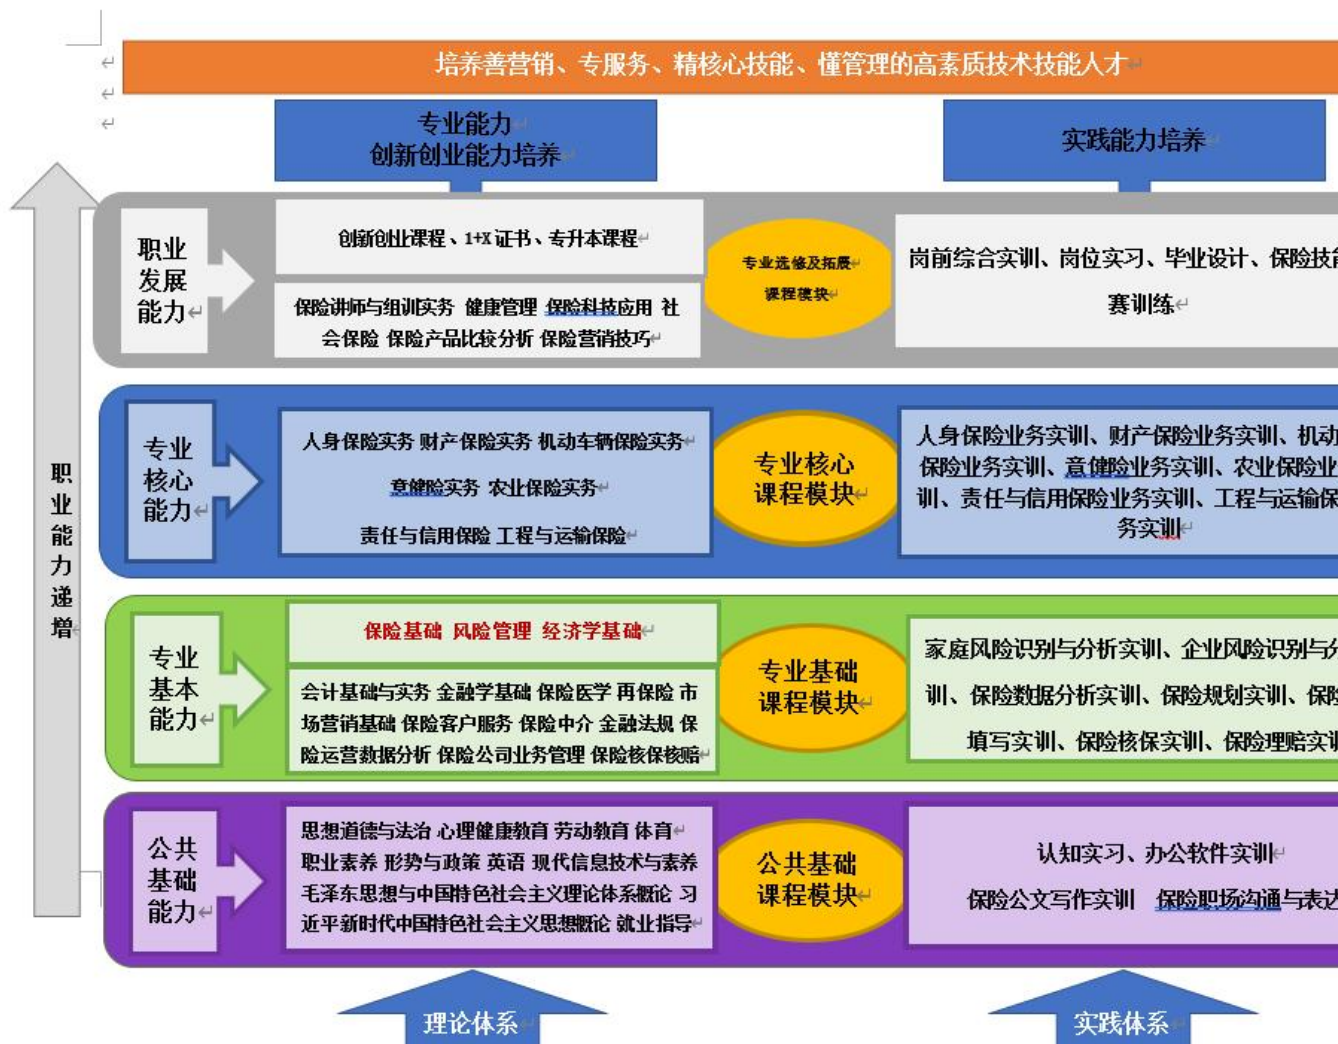 培养善营销、专服务、精核心技能、懂管理的高素质技术技能人才
专业能力
创新创业能力培养
实践能力培养
职业能力递增
职业
发展
能力
创新创业课程、1+X 证书、专升本课程
保险讲师与组训实务 健康管理 保险科技应用 社
会保险 保险产品比较分析 保险营销技巧
专业选修及拓展
课程模块
岗前综合实训、岗位实习、毕业设计、保险技能
赛训练
专业
核心
能力
人身保险实务 财产保险实务 机动车辆保险实务
意健险实务 农业保险实务
责任与信用保险 工程与运输保险
专业核心
课程模块
人身保险业务实训、财产保险业务实训、机动
保险业务实训、意健险业务实训、农业保险业
训、责任与信用保险业务实训、工程与运输保
务实训
专业
基本
能力
保险基础 风险管理 经济学基础
会计基础与实务 金融学基础 保险医学 再保险 市
场营销基础 保险客户服务 保险中介 金融法规 保
险运营数据分析 保险公司业务管理 保险核保核赔
专业基础
课程模块
家庭风险识别与分析实训、企业风险识别与分
训、保险数据分析实训、保险规划实训、保险
填写实训、保险核保实训、保险理赔实训
公共
基础
能力
思想道德与法治 心理健康教育 劳动教育 体育
职业素养 形势与政策 英语 现代信息技术与素养
毛泽东思想与中国特色社会主义理论体系概论 习
近平新时代中国特色社会主义思想概论 就业指导
公共基础
课程模块
认知实习、办公软件实训
保险公文写作实训 保险职场沟通与表达
理论体系
实践体系